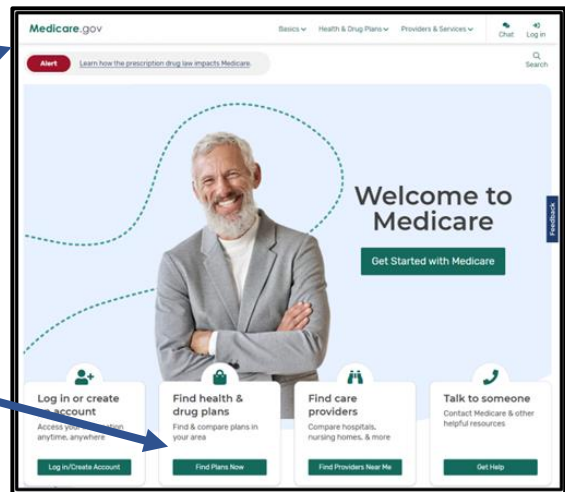 Medicare.gov
Basics Health & Drug Plans Providers & Services Chat Log in
Alert Learn how the prescription drug law impacts Medicare.
Search
Welcome to
Medicare
Get Started with Medicare
Feedback
Log in or create
account
Access your
anytime, anywhere
Log in/Create Account
Find health &
drug plans
Find & compare plans in
your area
Find Plans Now
Find care
providers
Compare hospitals,
nursing homes, & more
Find Providers Near Me
Talk to someone
Contact Medicare & other
helpful resources
Get Help